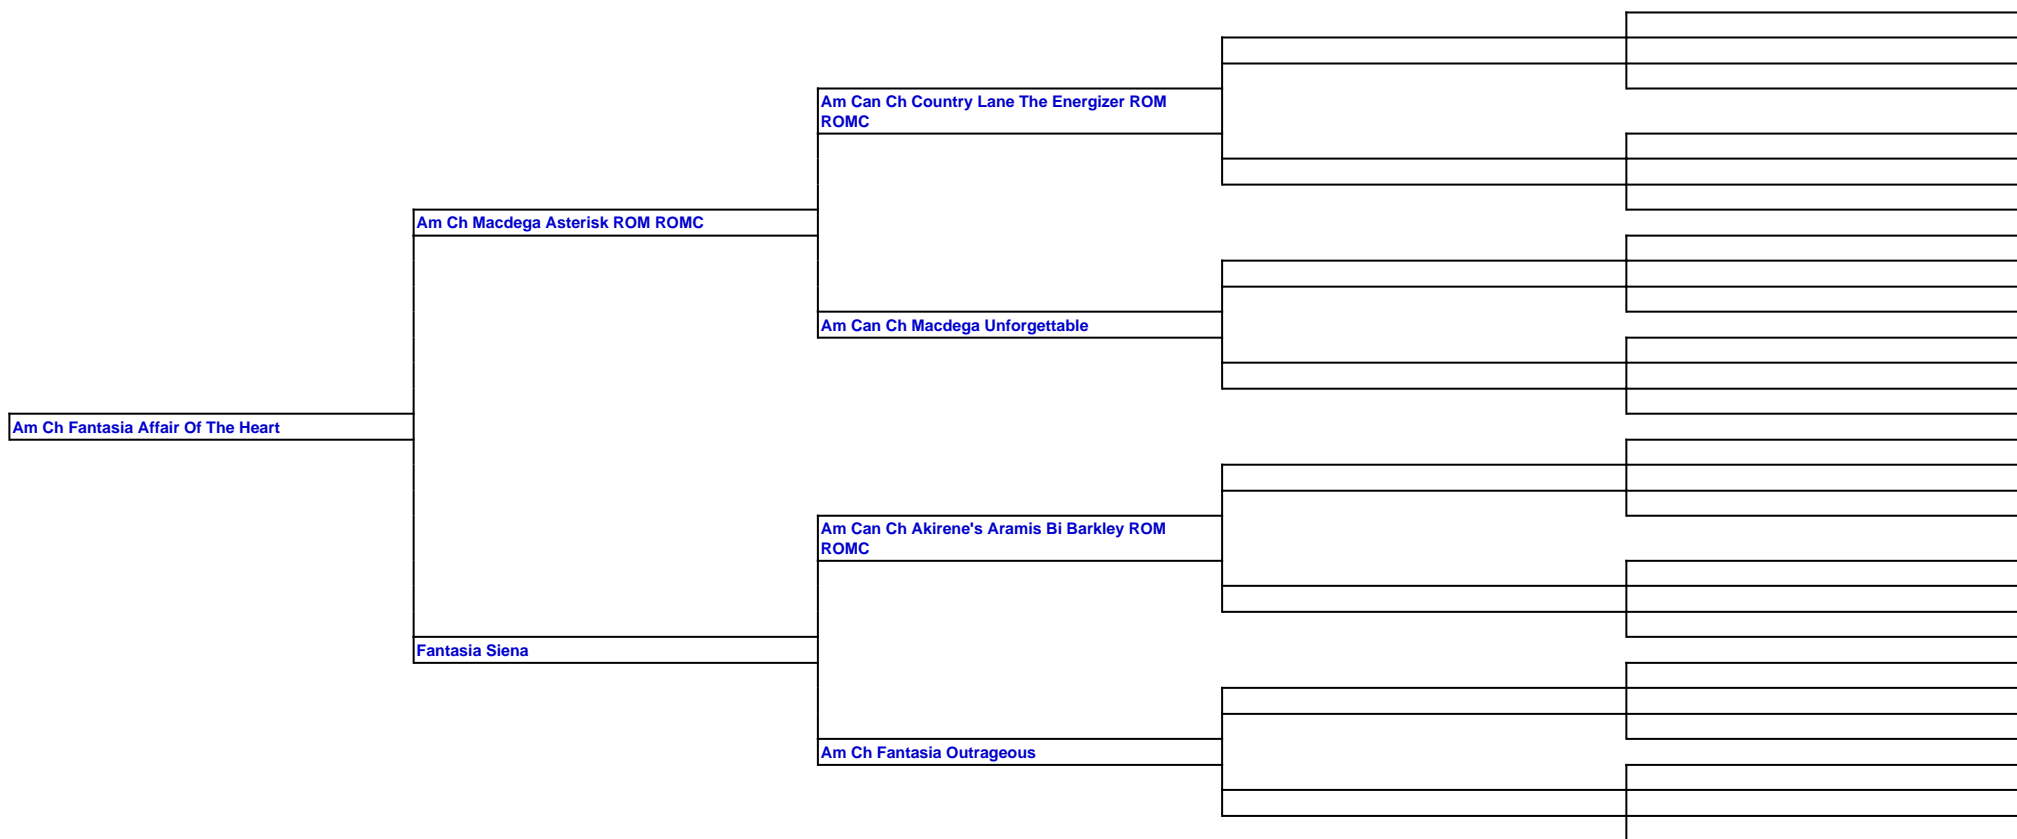 Am Can Ch Country Lane The Energizer ROM
ROMC
Am Ch Macdega Asterisk ROM ROMC
Am Can Ch Macdega Unforgettable
Am Ch Fantasia Affair Of The Heart
Am Can Ch Akirene's Aramis Bi Barkley ROM
ROMC
Fantasia Siena
Am Ch Fantasia Outrageous